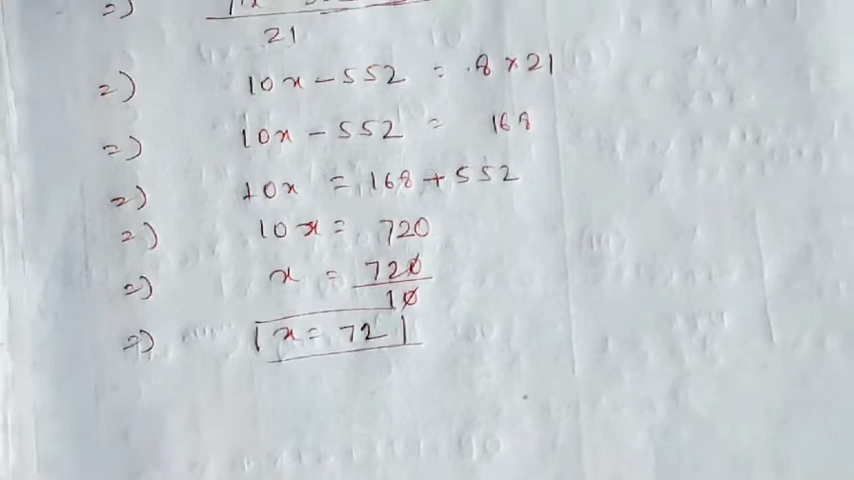 =)
21
=) 10x - 552 = .8 × 21
=) 10x - 552 = 168
=) 10x = 168 + 552
=) 10x = 720
=) x = 720
10
=) x = 72